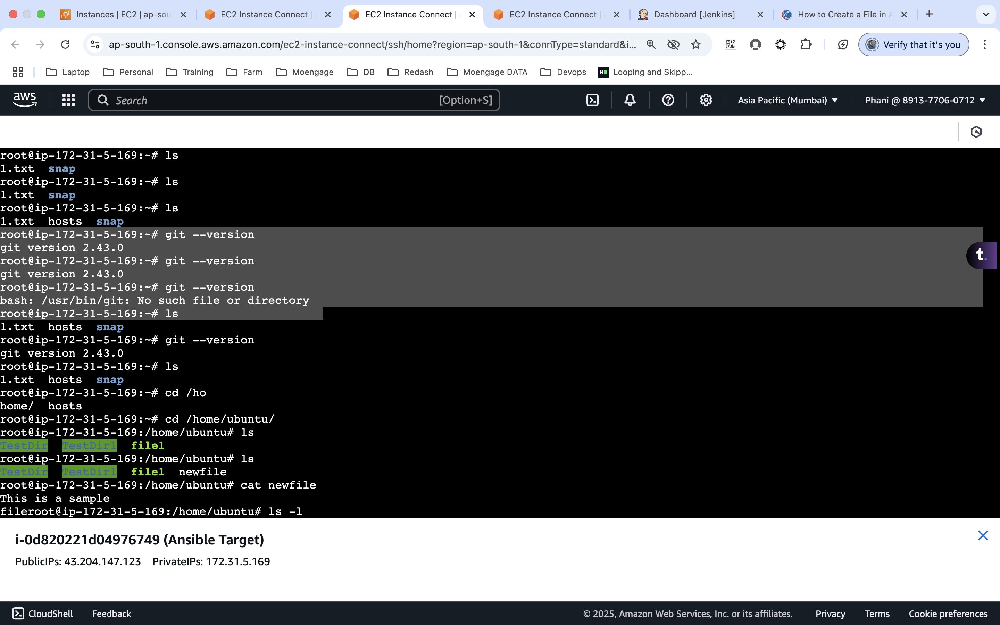 Instances | EC2 | ap-sou
EC2 Instance Connect |
EC2 Instance Connect |
EC2 Instance Connect |
Dashboard [Jenkins]
How to Create a File in A
ap-south-1.console.aws.amazon.com/ec2-instance-connect/ssh/home?region=ap-south-1&connType=standard&i...
Verify that it's you
Laptop
Personal
Training
Farm
Moengage
DB
Redash
Moengage DATA
Devops
Looping and Skipp...
aws
Search
[Option+S]
Asia Pacific (Mumbai)
Phani @ 8913-7706-0712
root@ip-172-31-5-169:~# ls
1.txt  snap
root@ip-172-31-5-169:~# ls
1.txt  snap
root@ip-172-31-5-169:~# ls
1.txt  hosts  snap
root@ip-172-31-5-169:~# git --version
git version 2.43.0
root@ip-172-31-5-169:~# git --version
git version 2.43.0
root@ip-172-31-5-169:~# git --version
bash: /usr/bin/git: No such file or directory
root@ip-172-31-5-169:~# ls
1.txt  hosts  snap
root@ip-172-31-5-169:~# git --version
git version 2.43.0
root@ip-172-31-5-169:~# ls
1.txt  hosts  snap
root@ip-172-31-5-169:~# cd /ho
home/  hosts
root@ip-172-31-5-169:~# cd /home/ubuntu/
root@ip-172-31-5-169:/home/ubuntu# ls
TestDir  TestDir1  file1
root@ip-172-31-5-169:/home/ubuntu# ls
TestDir  TestDir1  file1  newfile
root@ip-172-31-5-169:/home/ubuntu# cat newfile
This is a sample
fileroot@ip-172-31-5-169:/home/ubuntu# ls -l
t.
i-0d820221d04976749 (Ansible Target)
PublicIPs: 43.204.147.123    PrivateIPs: 172.31.5.169
CloudShell
Feedback
© 2025, Amazon Web Services, Inc. or its affiliates.
Privacy
Terms
Cookie preferences